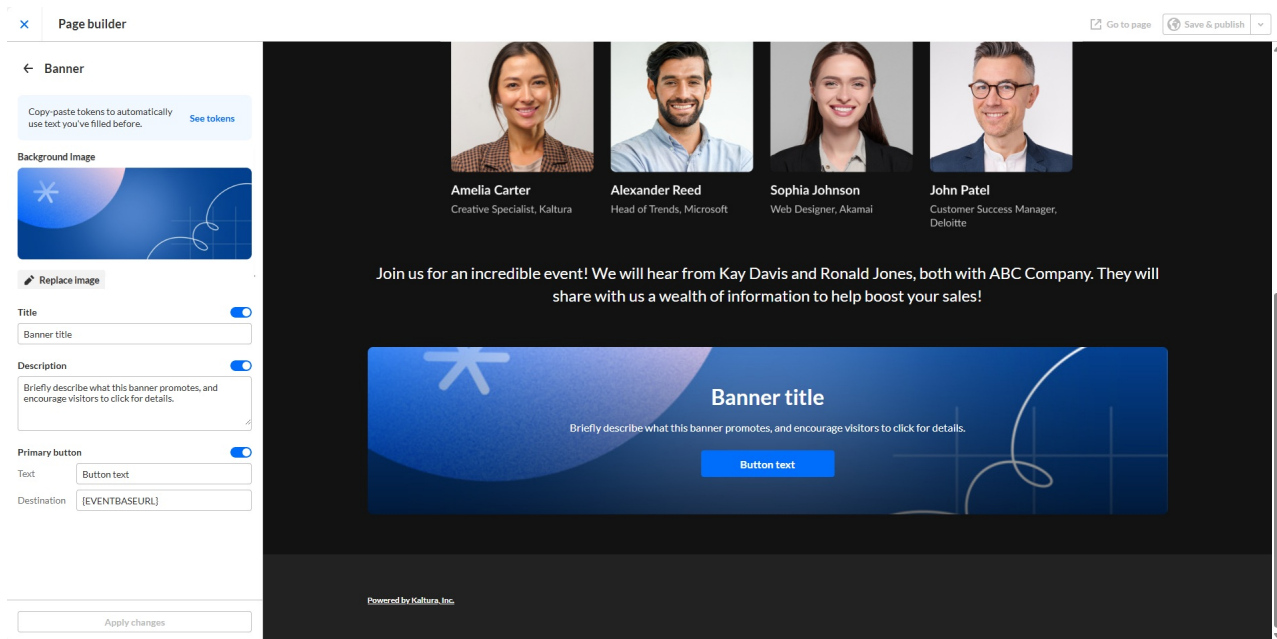 Page builder
Go to page
Save & publish
Banner
Copy-paste tokens to automatically
use text you've filled before.
See tokens
Background Image
Replace image
Title
Banner title
Description
Briefly describe what this banner promotes, and
encourage visitors to click for details.
Primary button
Text
Button text
Destination
{EVENTBASEURL}
Apply changes
Amelia Carter
Creative Specialist, Kaltura
Alexander Reed
Head of Trends, Microsoft
Sophia Johnson
Web Designer, Akamai
John Patel
Customer Success Manager,
Deloitte
Join us for an incredible event! We will hear from Kay Davis and Ronald Jones, both with ABC Company. They will
share with us a wealth of information to help boost your sales!
Banner title
Briefly describe what this banner promotes, and encourage visitors to click for details.
Button text
Powered by Kaltura, Inc.